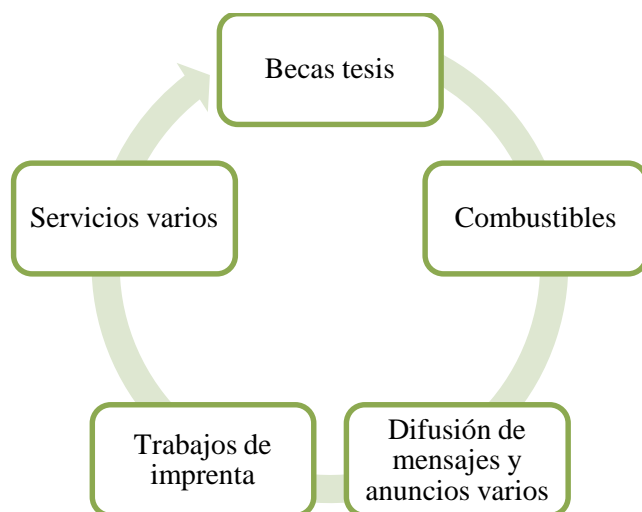 Becas tesis
Combustibles
Difusión de
mensajes y
anuncios varios
Trabajos de
imprenta
Servicios varios